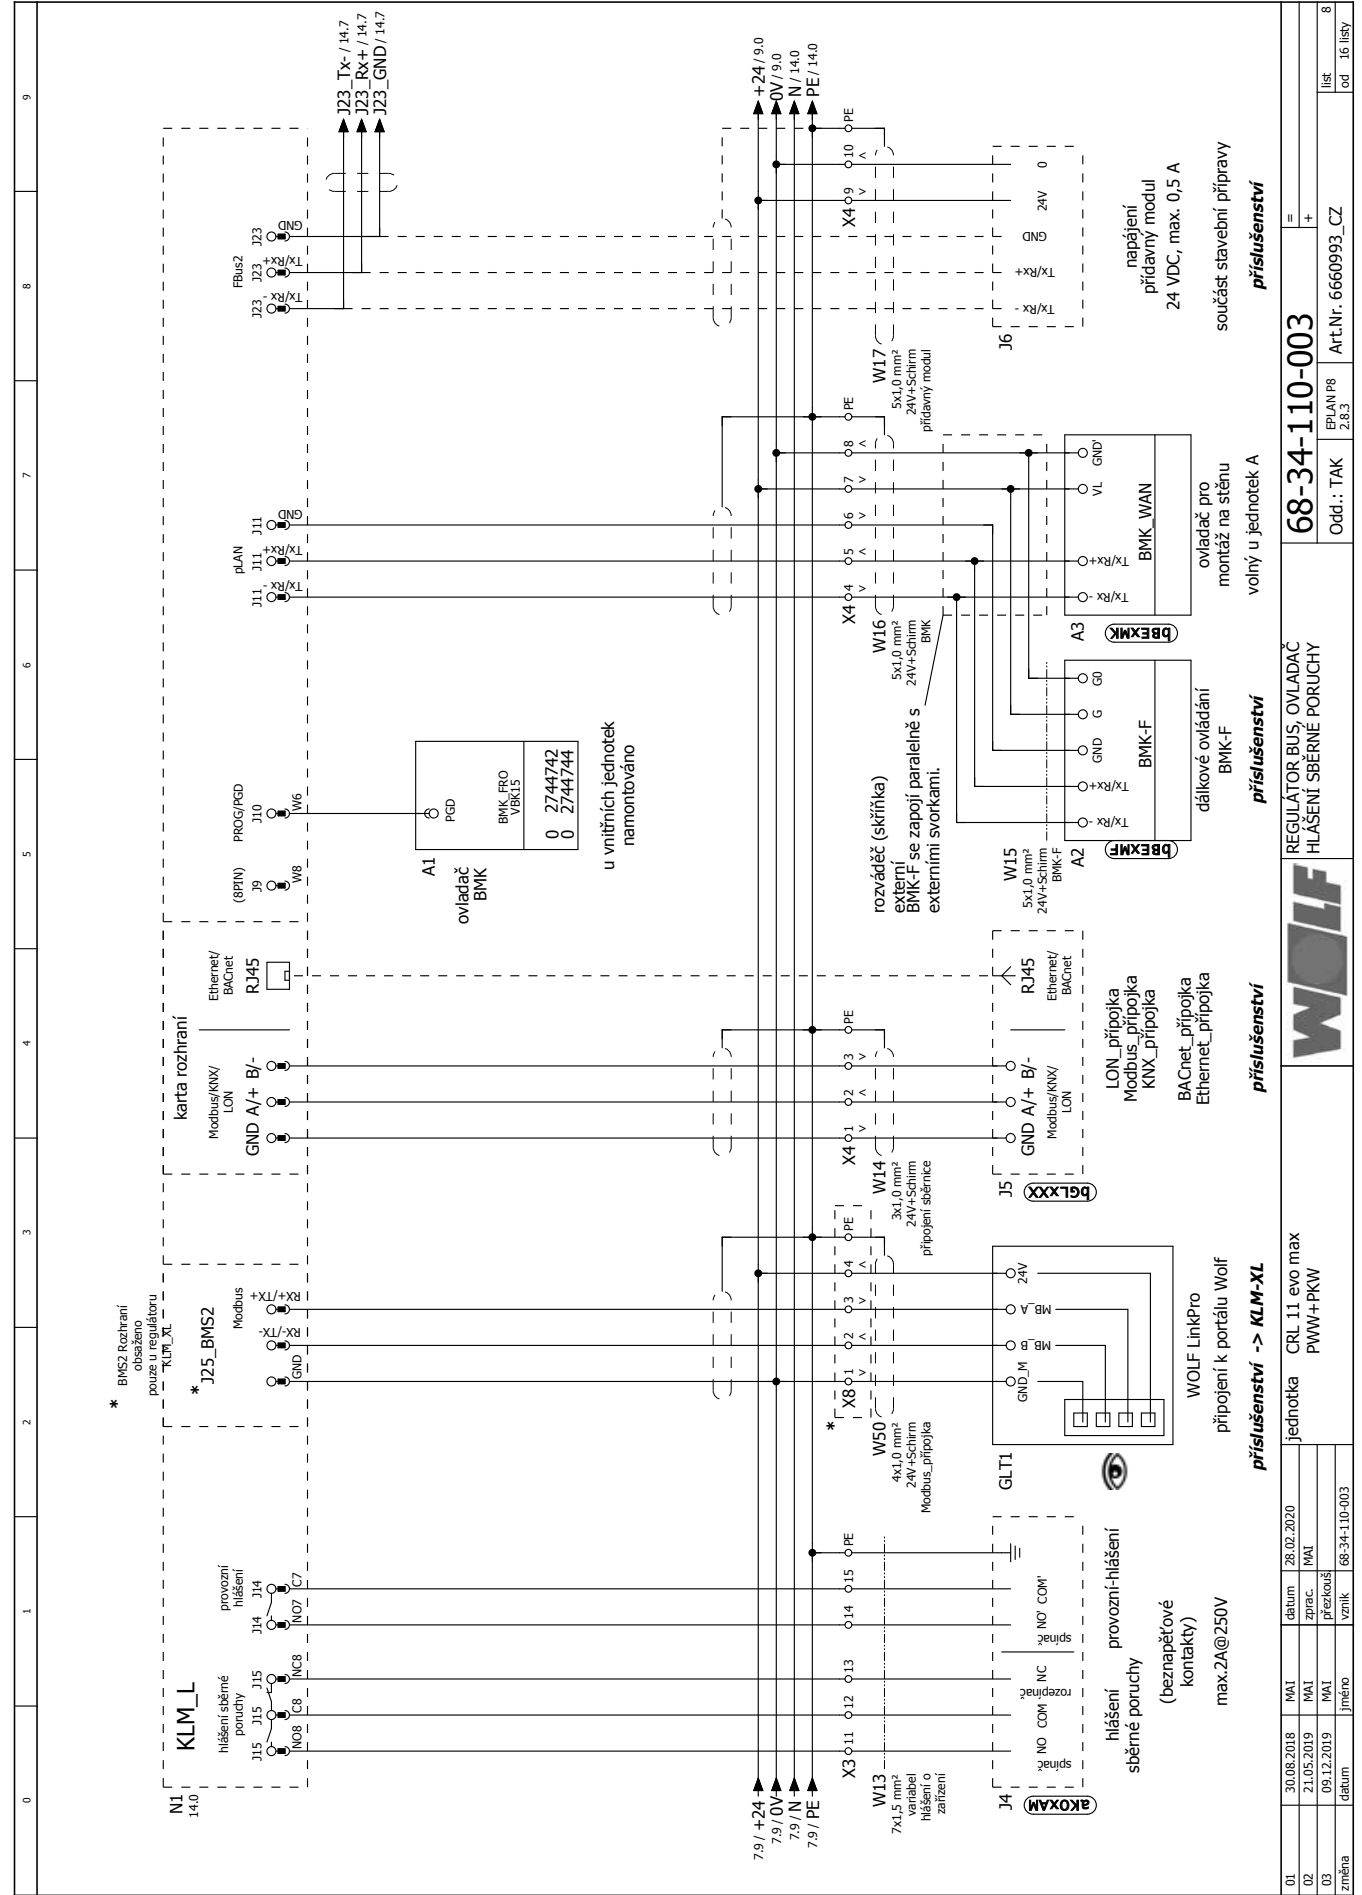 0 1 2 3 4 5 6 7 8 9
*
BMS2 Rozhraní
obsaženo
pouze u regulátoru
KLM_XL
N1
14.0
KLM_L
hlášení sběrné
poruchy
J15 J15 J15
NO8 C8 NC8
provozní
hlášení
J14 J14
NO7 C7
* J25_BMS2
Modbus
GND RX-/TX- RX+/TX+
karta rozhraní
Modbus/KNX/
LON
GND A/+ B/-
Ethernet/
BACnet
RJ45
(8PIN)
J9
W8
PROG/PGD
J10
W6
pLAN
J11 J11 J11
Tx/Rx - Tx/Rx+ GND
FBus2
J23 J23 J23
Tx/Rx - Tx/Rx+ GND
J23_Tx- / 14.7
J23_Rx+ / 14.7
J23_GND / 14.7
A1
ovladač
BMK
PGD
BMK_FRO
VBK15
0 2744742
0 2744744
u vnitřních jednotek
namontováno
7.9 / +24
7.9 / 0V
7.9 / N
7.9 / PE
+24 / 9.0
0V / 9.0
N / 14.0
PE / 14.0
X3 11 12 13 14 15 PE
W13
7x1,5 mm²
variabel
hlášení o
zařízení
*
X8 1 2 3 4 PE
W50
4x1,0 mm²
24V+Schirm
Modbus_přípojka
X4 1 2 3 PE
W14
3x1,0 mm²
24V+Schirm
připojení sběrnice
X4 4 5 6 7 8 PE
W16
5x1,0 mm²
24V+Schirm
BMK
X4 9 10 PE
W17
5x1,0 mm²
24V+Schirm
přídavný modul
rozváděč (skříňka)
externí
BMK-F se zapojí paralelně s
externími svorkami.
W15
5x1,0 mm²
24V+Schirm
BMK-F
J4
aK0xAM
spínač NO COM rozepínač NC
spínač NO' COM'
hlášení
sběrné poruchy
provozní-hlášení
(beznapěťové
kontakty)
max.2A@250V
GLT1
GND_M MB_B MB_A 24V
WOLF LinkPro
připojení k portálu Wolf
příslušenství -> KLM-XL
J5
bGLxXX
GND A/+ B/-
Modbus/KNX/
LON
RJ45
Ethernet/
BACnet
LON_přípojka
Modbus_přípojka
KNX_přípojka
BACnet_přípojka
Ethernet_přípojka
příslušenství
A2
bBExMF
Tx/Rx - Tx/Rx+ GND G G0
BMK-F
dálkové ovládání
BMK-F
příslušenství
A3
bBExMK
Tx/Rx - Tx/Rx+ VL GND'
BMK_WAN
ovladač pro
montáž na stěnu
volný u jednotek A
J6
Tx/Rx - Tx/Rx+ GND 24V 0
napájení
přídavný modul
24 VDC, max. 0,5 A
součást stavební přípravy
příslušenství
01 30.08.2018 MAI
02 21.05.2019 MAI
03 09.12.2019 MAI
změna datum jméno
datum 28.02.2020
zprac. MAI
přezkouš.
vznik 68-34-110-003
jednotka CRL 11 evo max
PWW+PKW
WOLF
REGULÁTOR BUS, OVLADAČ
HLÁŠENÍ SBĚRNÉ PORUCHY
68-34-110-003
Odd.: TAK
EPLAN P8
2.8.3
Art.Nr. 6660993_CZ
=
+
list 8
od 16 listy